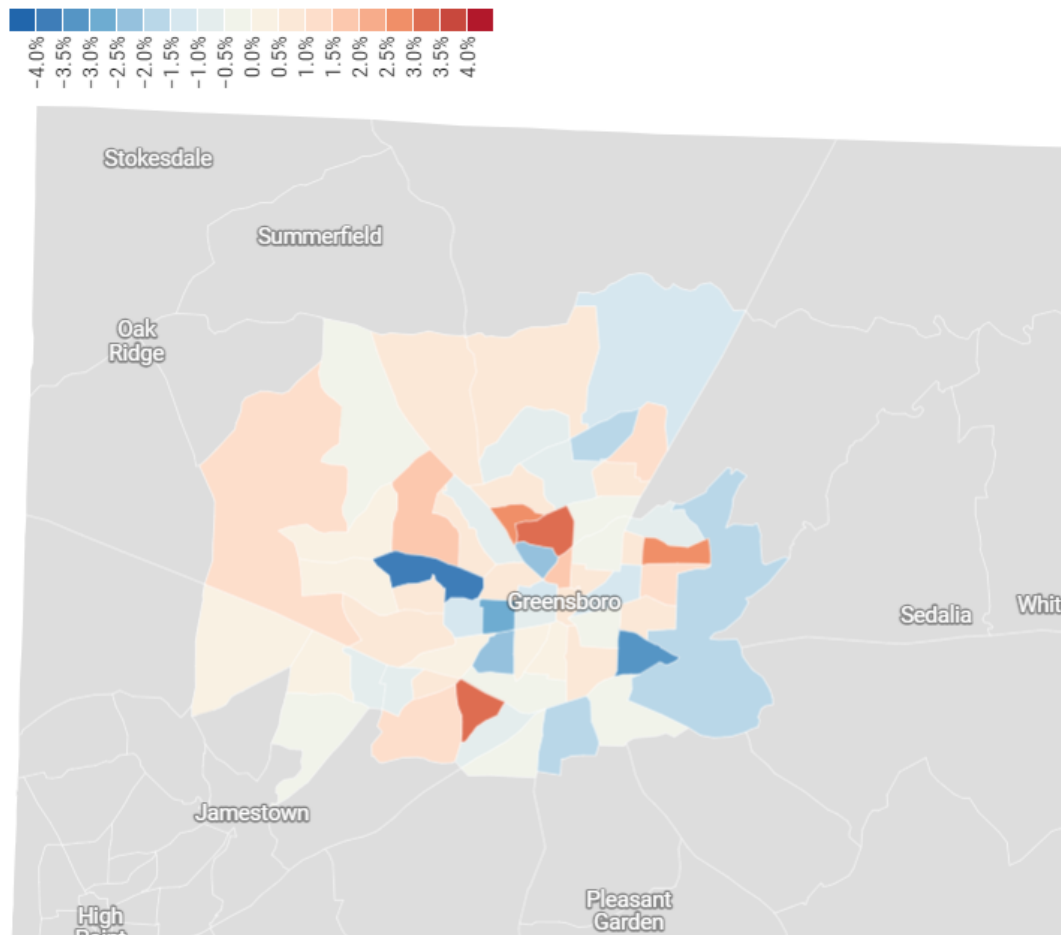 −4.0%
−3.5%
−3.0%
−2.5%
−2.0%
−1.5%
−1.0%
−0.5%
0.0%
0.5%
1.0%
1.5%
2.0%
2.5%
3.0%
3.5%
4.0%
Stokesdale
Summerfield
Oak
Ridge
Greensboro
Sedalia
Whit
Jamestown
Pleasant
Garden
High
Point